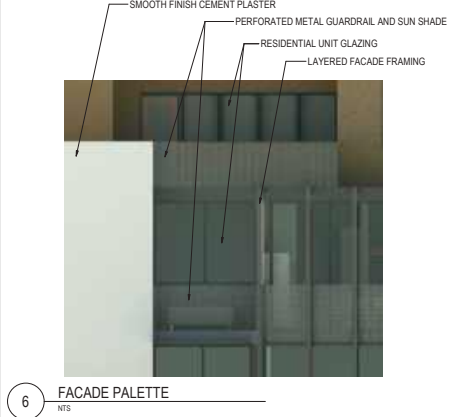 SMOOTH FINISH CEMENT PLASTER
PERFORATED METAL GUARDRAIL AND SUN SHADE
RESIDENTIAL UNIT GLAZING
LAYERED FACADE FRAMING
6
FACADE PALETTE
NTS